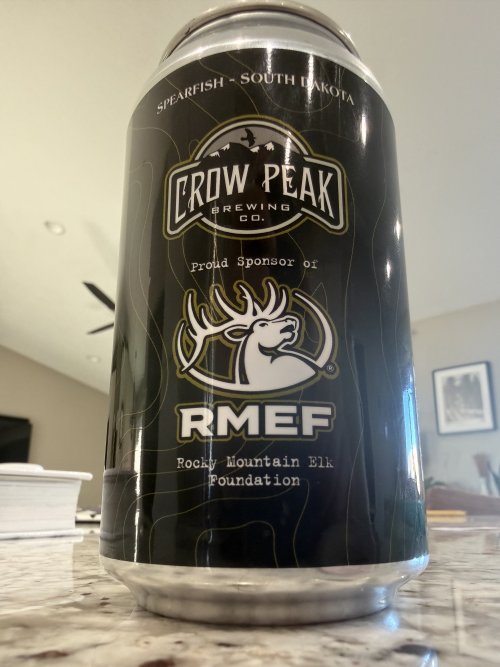 SPEARFISH - SOUTH DAKOTA
CROW PEAK
BREWING
CO.
Proud Sponsor of
®
RMEF
Rocky Mountain Elk
Foundation